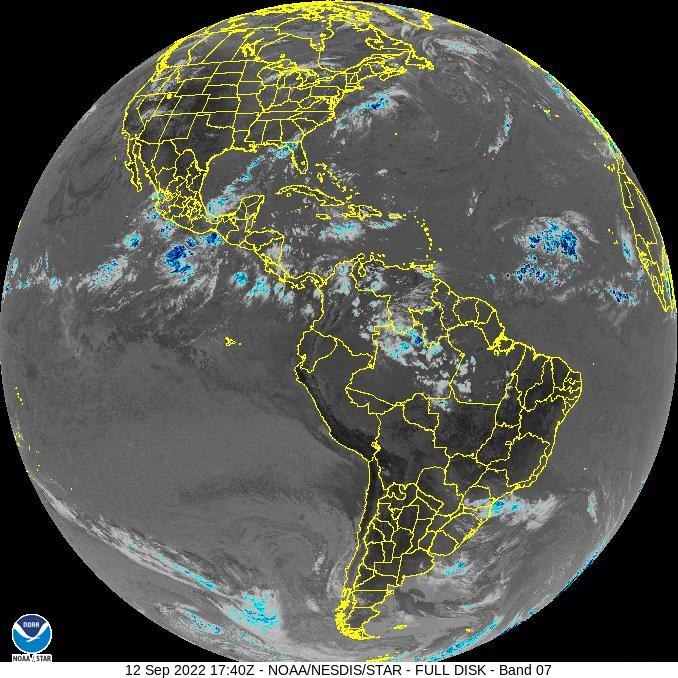 NOAA
NOAA STAR
12 Sep 2022 17:40Z - NOAA/NESDIS/STAR - FULL DISK - Band 07